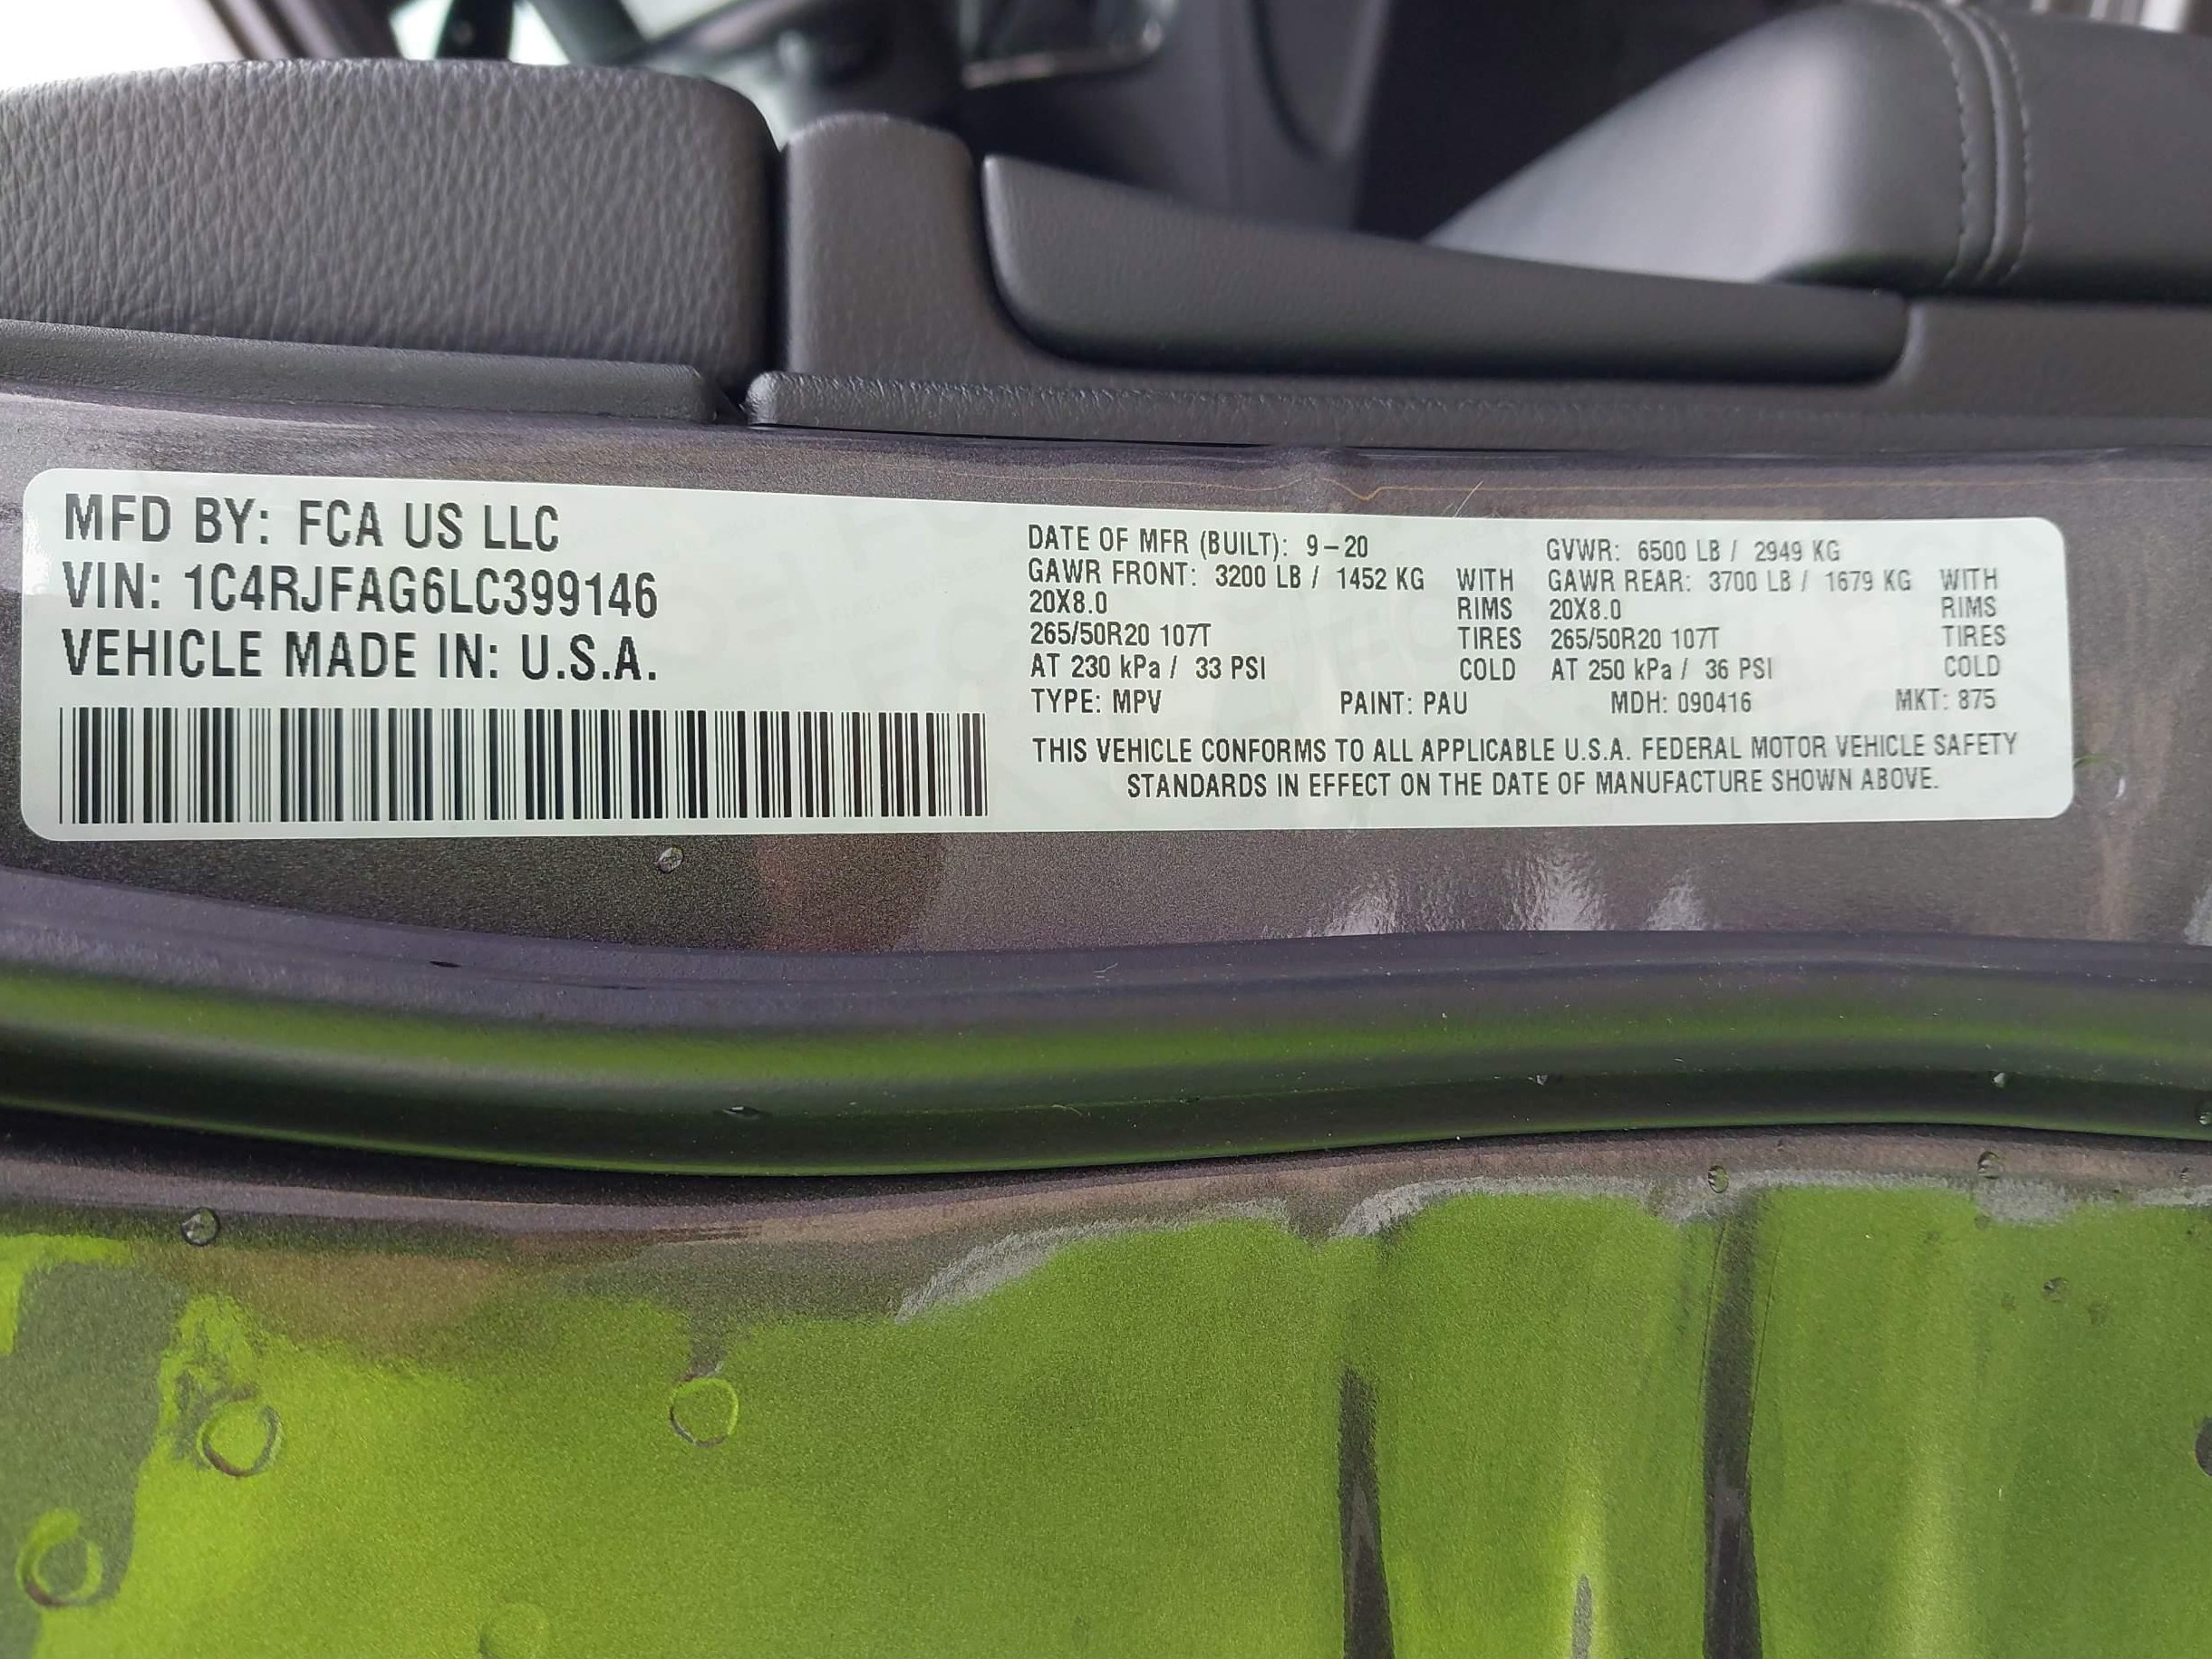 MFD BY: FCA US LLC
VIN: 1C4RJFAG6LC399146
VEHICLE MADE IN: U.S.A.
DATE OF MFR (BUILT): 9-20 GVWR: 6500 LB / 2949 KG
GAWR FRONT: 3200 LB / 1452 KG WITH GAWR REAR: 3700 LB / 1679 KG WITH
20X8.0 RIMS 20X8.0 RIMS
265/50R20 107T TIRES 265/50R20 107T TIRES
AT 230 kPa / 33 PSI COLD AT 250 kPa / 36 PSI COLD
TYPE: MPV PAINT: PAU MDH: 090416 MKT: 875
THIS VEHICLE CONFORMS TO ALL APPLICABLE U.S.A. FEDERAL MOTOR VEHICLE SAFETY
STANDARDS IN EFFECT ON THE DATE OF MANUFACTURE SHOWN ABOVE.